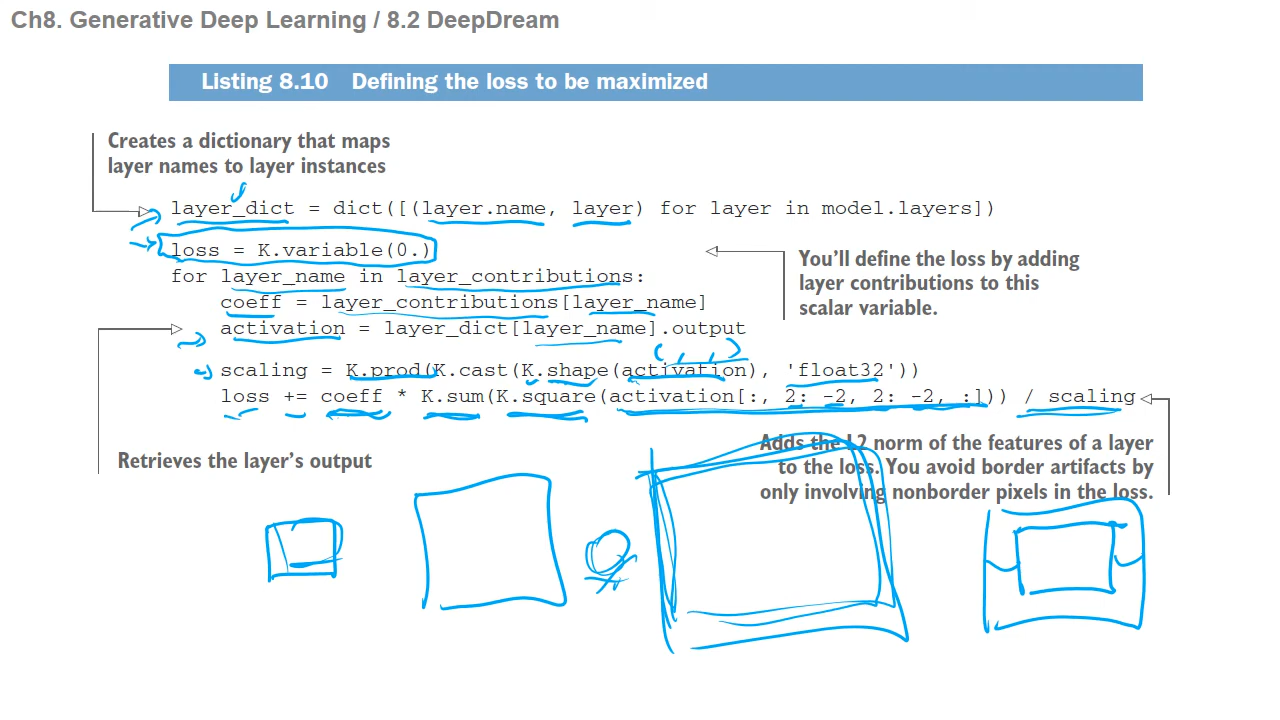 Ch8. Generative Deep Learning / 8.2 DeepDream
Listing 8.10 Defining the loss to be maximized
Creates a dictionary that maps
layer names to layer instances
layer_dict = dict([(layer.name, layer) for layer in model.layers])
loss = K.variable(0.)
for layer_name in layer_contributions:
coeff = layer_contributions[layer_name]
activation = layer_dict[layer_name].output
You'll define the loss by adding
layer contributions to this
scalar variable.
scaling = K.prod(K.cast(K.shape(activation), 'float32'))
loss += coeff * K.sum(K.square(activation[:, 2: -2, 2: -2, :])) / scaling
Retrieves the layer's output
Adds the L2 norm of the features of a layer
to the loss. You avoid border artifacts by
only involving nonborder pixels in the loss.